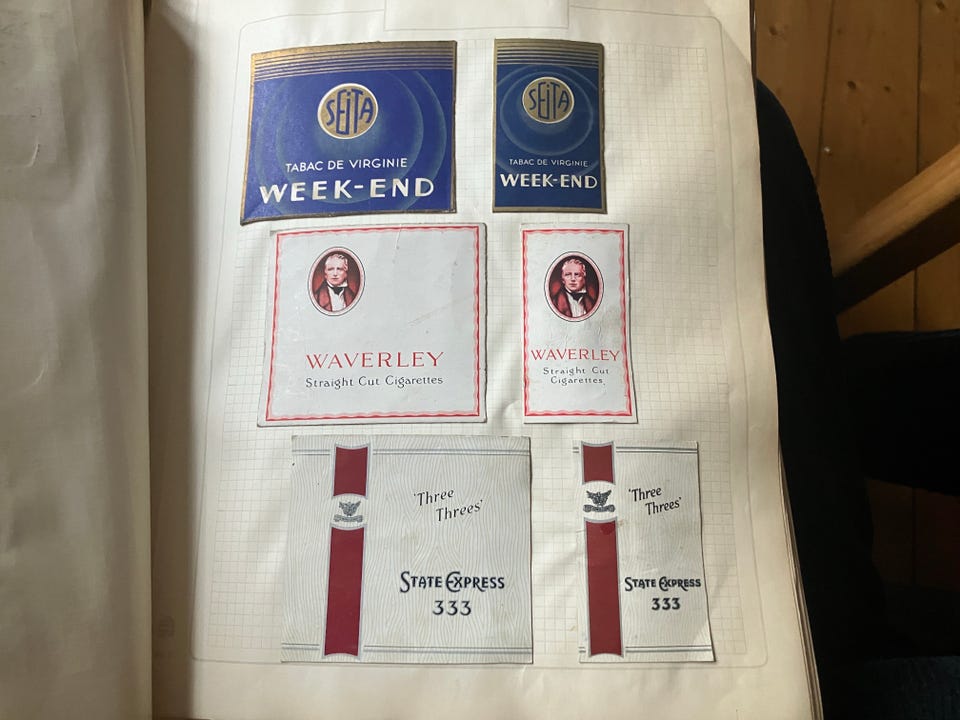 SEITA
TABAC DE VIRGINIE
WEEK-END
SEITA
TABAC DE VIRGINIE
WEEK-END
WAVERLEY
Straight Cut Cigarettes
WAVERLEY
Straight Cut
Cigarettes.
'Three
Threes'
STATE EXPRESS
333
'Three
Threes'
STATE EXPRESS
333